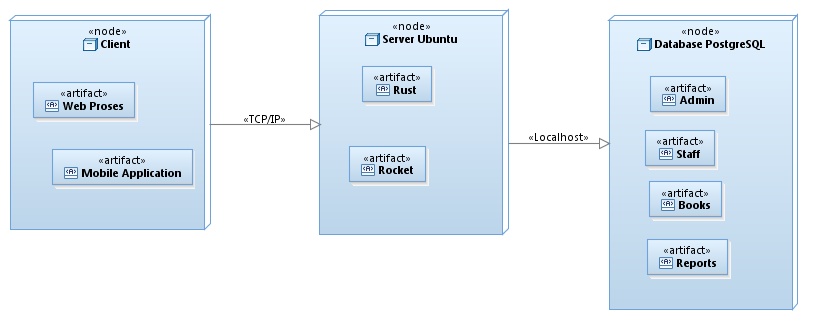 «node»
Client
«artifact»
Web Proses
«artifact»
Mobile Application
«TCP/IP»
«node»
Server Ubuntu
«artifact»
Rust
«artifact»
Rocket
«Localhost»
«node»
Database PostgreSQL
«artifact»
Admin
«artifact»
Staff
«artifact»
Books
«artifact»
Reports